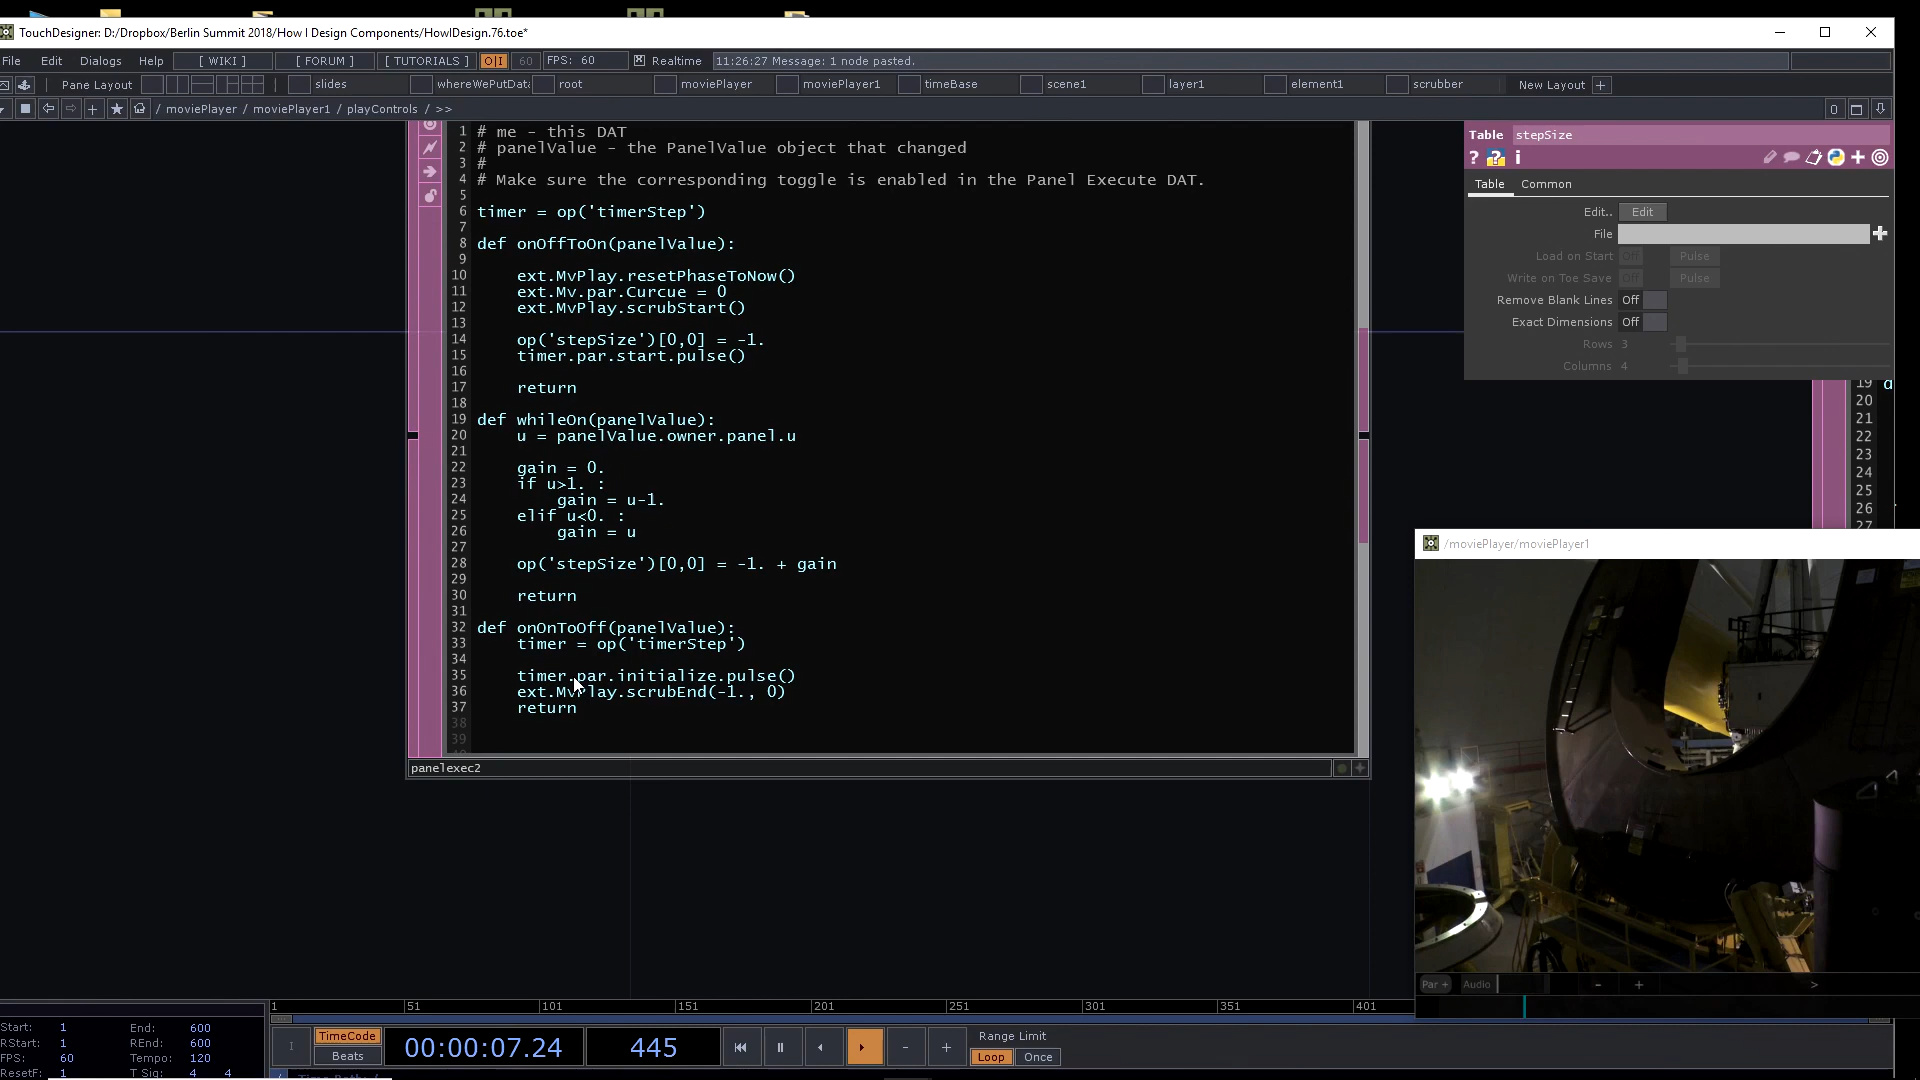 TouchDesigner: D:/Dropbox/Berlin Summit 2018/How I Design Components/HowIDesign.76.toe*
File Edit Dialogs Help [ WIKI ] [ FORUM ] [ TUTORIALS ] O|I 60 FPS: 60 Realtime 11:26:27 Message: 1 node pasted.
Pane Layout slides whereWePutData root moviePlayer moviePlayer1 timeBase scene1 layer1 element1 scrubber New Layout +
/ moviePlayer / moviePlayer1 / playControls / >> 0
1 # me - this DAT
2 # panelValue - the PanelValue object that changed
3 #
4 # Make sure the corresponding toggle is enabled in the Panel Execute DAT.
5
6 timer = op('timerStep')
7
8 def onOffToOn(panelValue):
9
10 ext.MvPlay.resetPhaseToNow()
11 ext.Mv.par.Curcue = 0
12 ext.MvPlay.scrubStart()
13
14 op('stepSize')[0,0] = -1.
15 timer.par.start.pulse()
16
17 return
18
19 def whileOn(panelValue):
20 u = panelValue.owner.panel.u
21
22 gain = 0.
23 if u>1. :
24 gain = u-1.
25 elif u<0. :
26 gain = u
27
28 op('stepSize')[0,0] = -1. + gain
29
30 return
31
32 def onOnToOff(panelValue):
33 timer = op('timerStep')
34
35 timer.par.initialize.pulse()
36 ext.MvPlay.scrubEnd(-1., 0)
37 return
38
39
panelexec2
Table stepSize
? ? i
Table Common
Edit.. Edit
File
Load on Start Off Pulse
Write on Toe Save Off Pulse
Remove Blank Lines Off
Exact Dimensions Off
Rows 3
Columns 4
19 d
20
21
22
23
24
25
26
27
/moviePlayer/moviePlayer1
Par + Audio - + >
1 51 101 151 201 251 301 351 401
Start: 1 End: 600
RStart: 1 REnd: 600
FPS: 60 Tempo: 120
ResetF: 1 T Sig: 4 4
TimeCode
Beats
00:00:07.24 445
- +
Range Limit
Loop Once